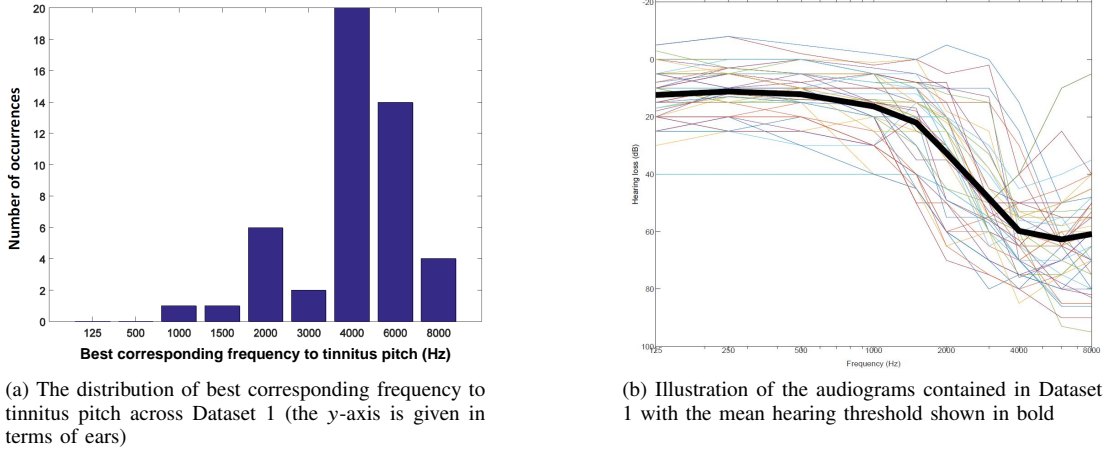 20
18
16
14
12
10
8
6
4
2
0
Number of occurrences
125 500 1000 1500 2000 3000 4000 6000 8000
Best corresponding frequency to tinnitus pitch (Hz)
(a) The distribution of best corresponding frequency to
tinnitus pitch across Dataset 1 (the y-axis is given in
terms of ears)
-20
0
20
40
60
80
100
Hearing loss (dB)
125 250 500 1000 2000 4000 8000
Frequency (Hz)
(b) Illustration of the audiograms contained in Dataset
1 with the mean hearing threshold shown in bold